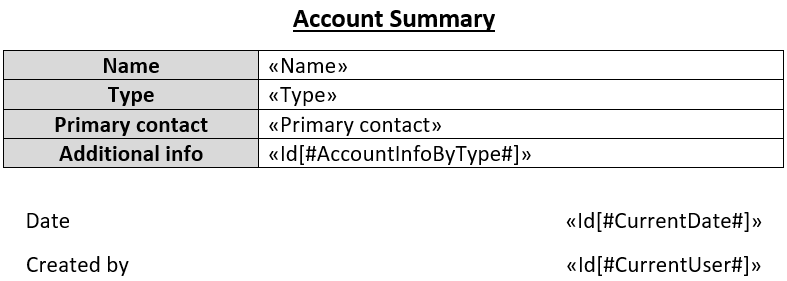 Account Summary
Name «Name»
Type «Type»
Primary contact «Primary contact»
Additional info «Id[#AccountInfoByType#]»
Date «Id[#CurrentDate#]»
Created by «Id[#CurrentUser#]»